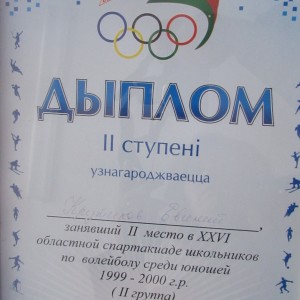 ДЫПЛОМ
II ступені
узнагароджваецца
занявший II место в XXVI
областной спартакиаде школьников
по волейболу среди юношей
1999 - 2000 г.р.
( II группа)